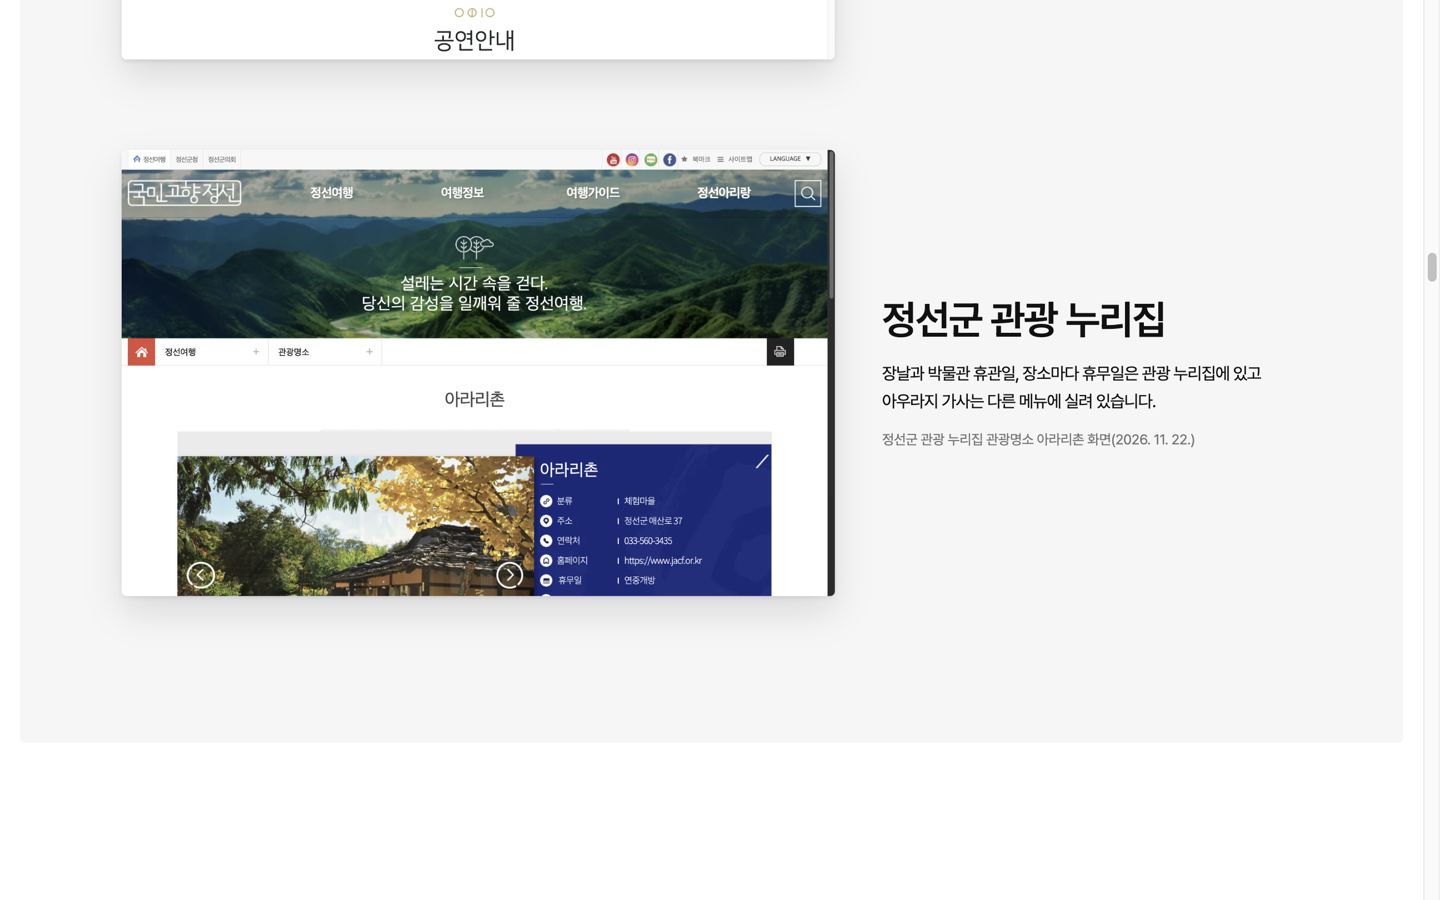 공연안내
정선여행 정선군청 정선군의회 북마크 사이트맵 LANGUAGE ▼
국민고향정선 정선여행 여행정보 여행가이드 정선아리랑
설레는 시간 속을 걷다.
당신의 감성을 일깨워 줄 정선여행.
정선여행 + 관광명소 +
아라리촌
아라리촌
분류 체험마을
주소 정선군 애산로 37
연락처 033-560-3435
홈페이지 https://www.jacf.or.kr
휴무일 연중개방
정선군 관광 누리집
장날과 박물관 휴관일, 장소마다 휴무일은 관광 누리집에 있고
아우라지 가사는 다른 메뉴에 실려 있습니다.
정선군 관광 누리집 관광명소 아라리촌 화면(2026. 11. 22.)